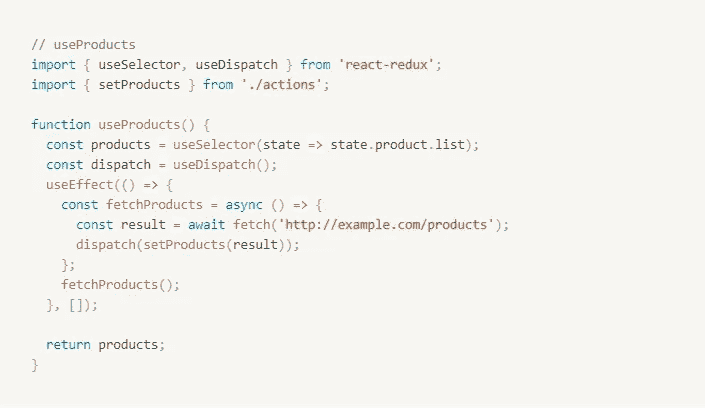 // useProducts
import { useSelector, useDispatch } from 'react-redux';
import { setProducts } from './actions';

function useProducts() {
  const products = useSelector(state => state.product.list);
  const dispatch = useDispatch();
  useEffect(() => {
    const fetchProducts = async () => {
      const result = await fetch('http://example.com/products');
      dispatch(setProducts(result));
    };
    fetchProducts();
  }, []);

  return products;
}